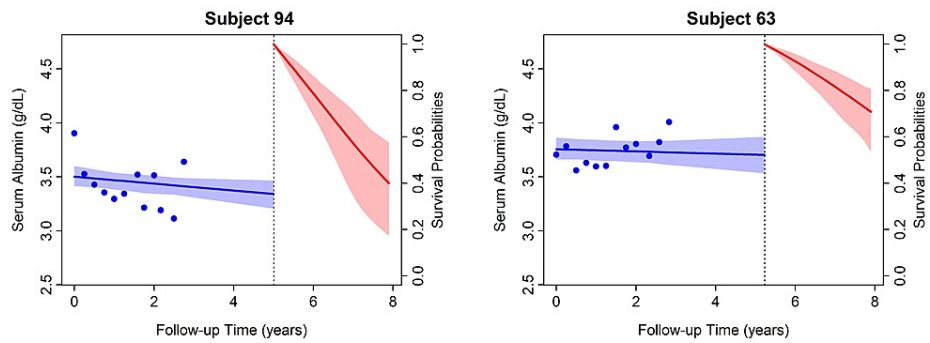 Subject 94
Serum Albumin (g/dL)
2.5 3.0 3.5 4.0 4.5
0 2 4 6 8
Follow-up Time (years)
0.0 0.2 0.4 0.6 0.8 1.0
Survival Probabilities
Subject 63
Serum Albumin (g/dL)
2.5 3.0 3.5 4.0 4.5
0 2 4 6 8
Follow-up Time (years)
0.0 0.2 0.4 0.6 0.8 1.0
Survival Probabilities